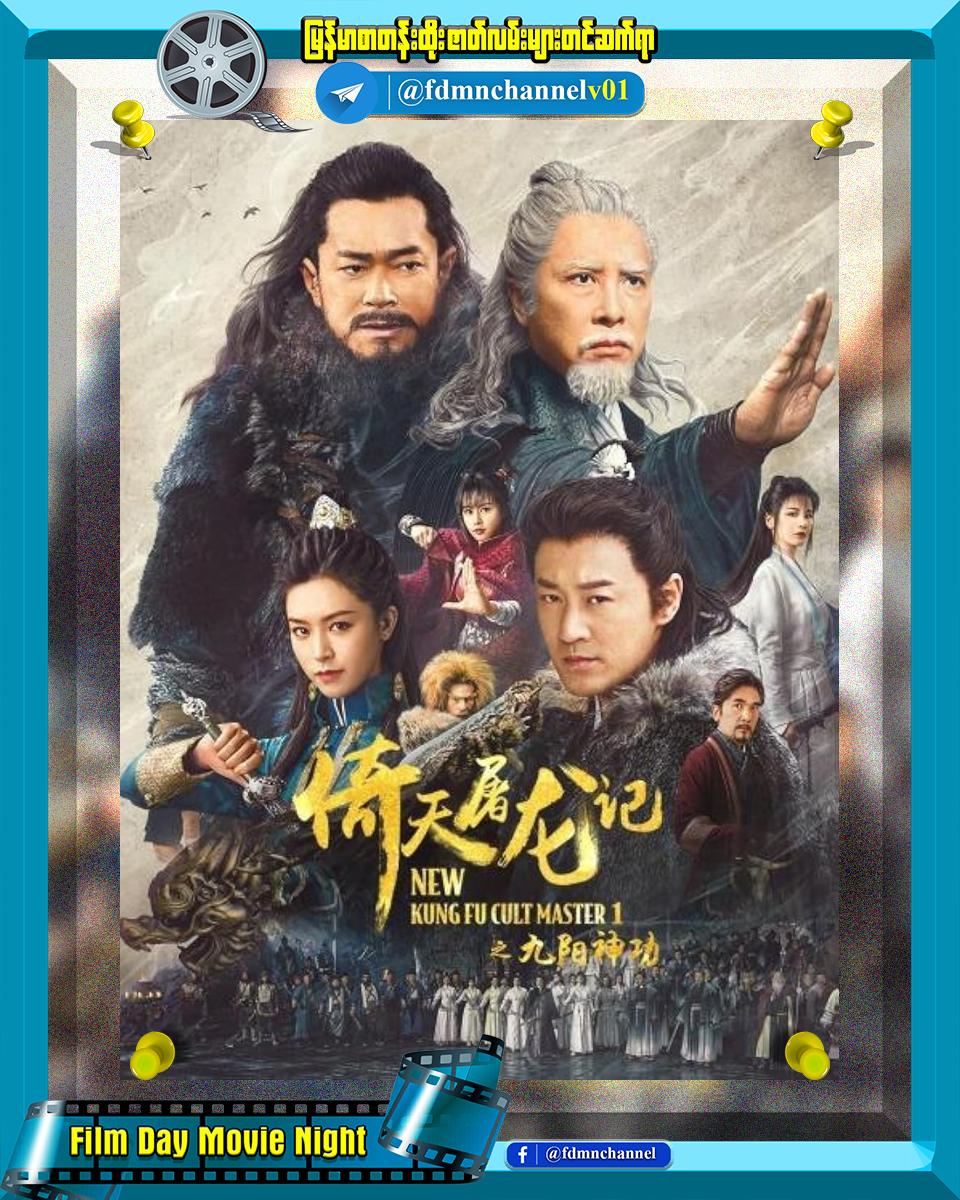 မြန်မာစာတန်းထိုးဇာတ်လမ်းများတင်ဆက်ရာ
@fdmnchannelv01
倚天屠龙记
NEW
KUNG FU CULT MASTER 1
之九阳神功
Film Day Movie Night
f | @fdmnchannel